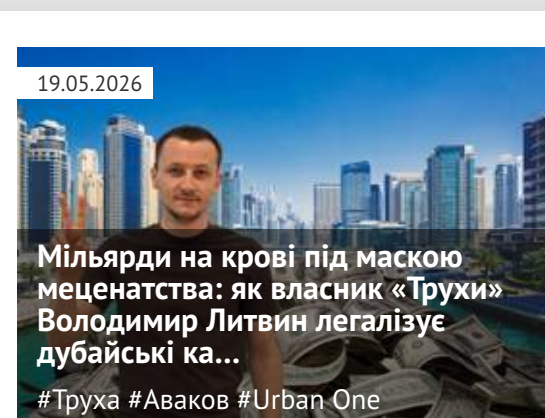 19.05.2026
Мільярди на крові під маскою
меценатства: як власник «Трухи»
Володимир Литвин легалізує
дубайські ка...
#Труха #Аваков #Urban One